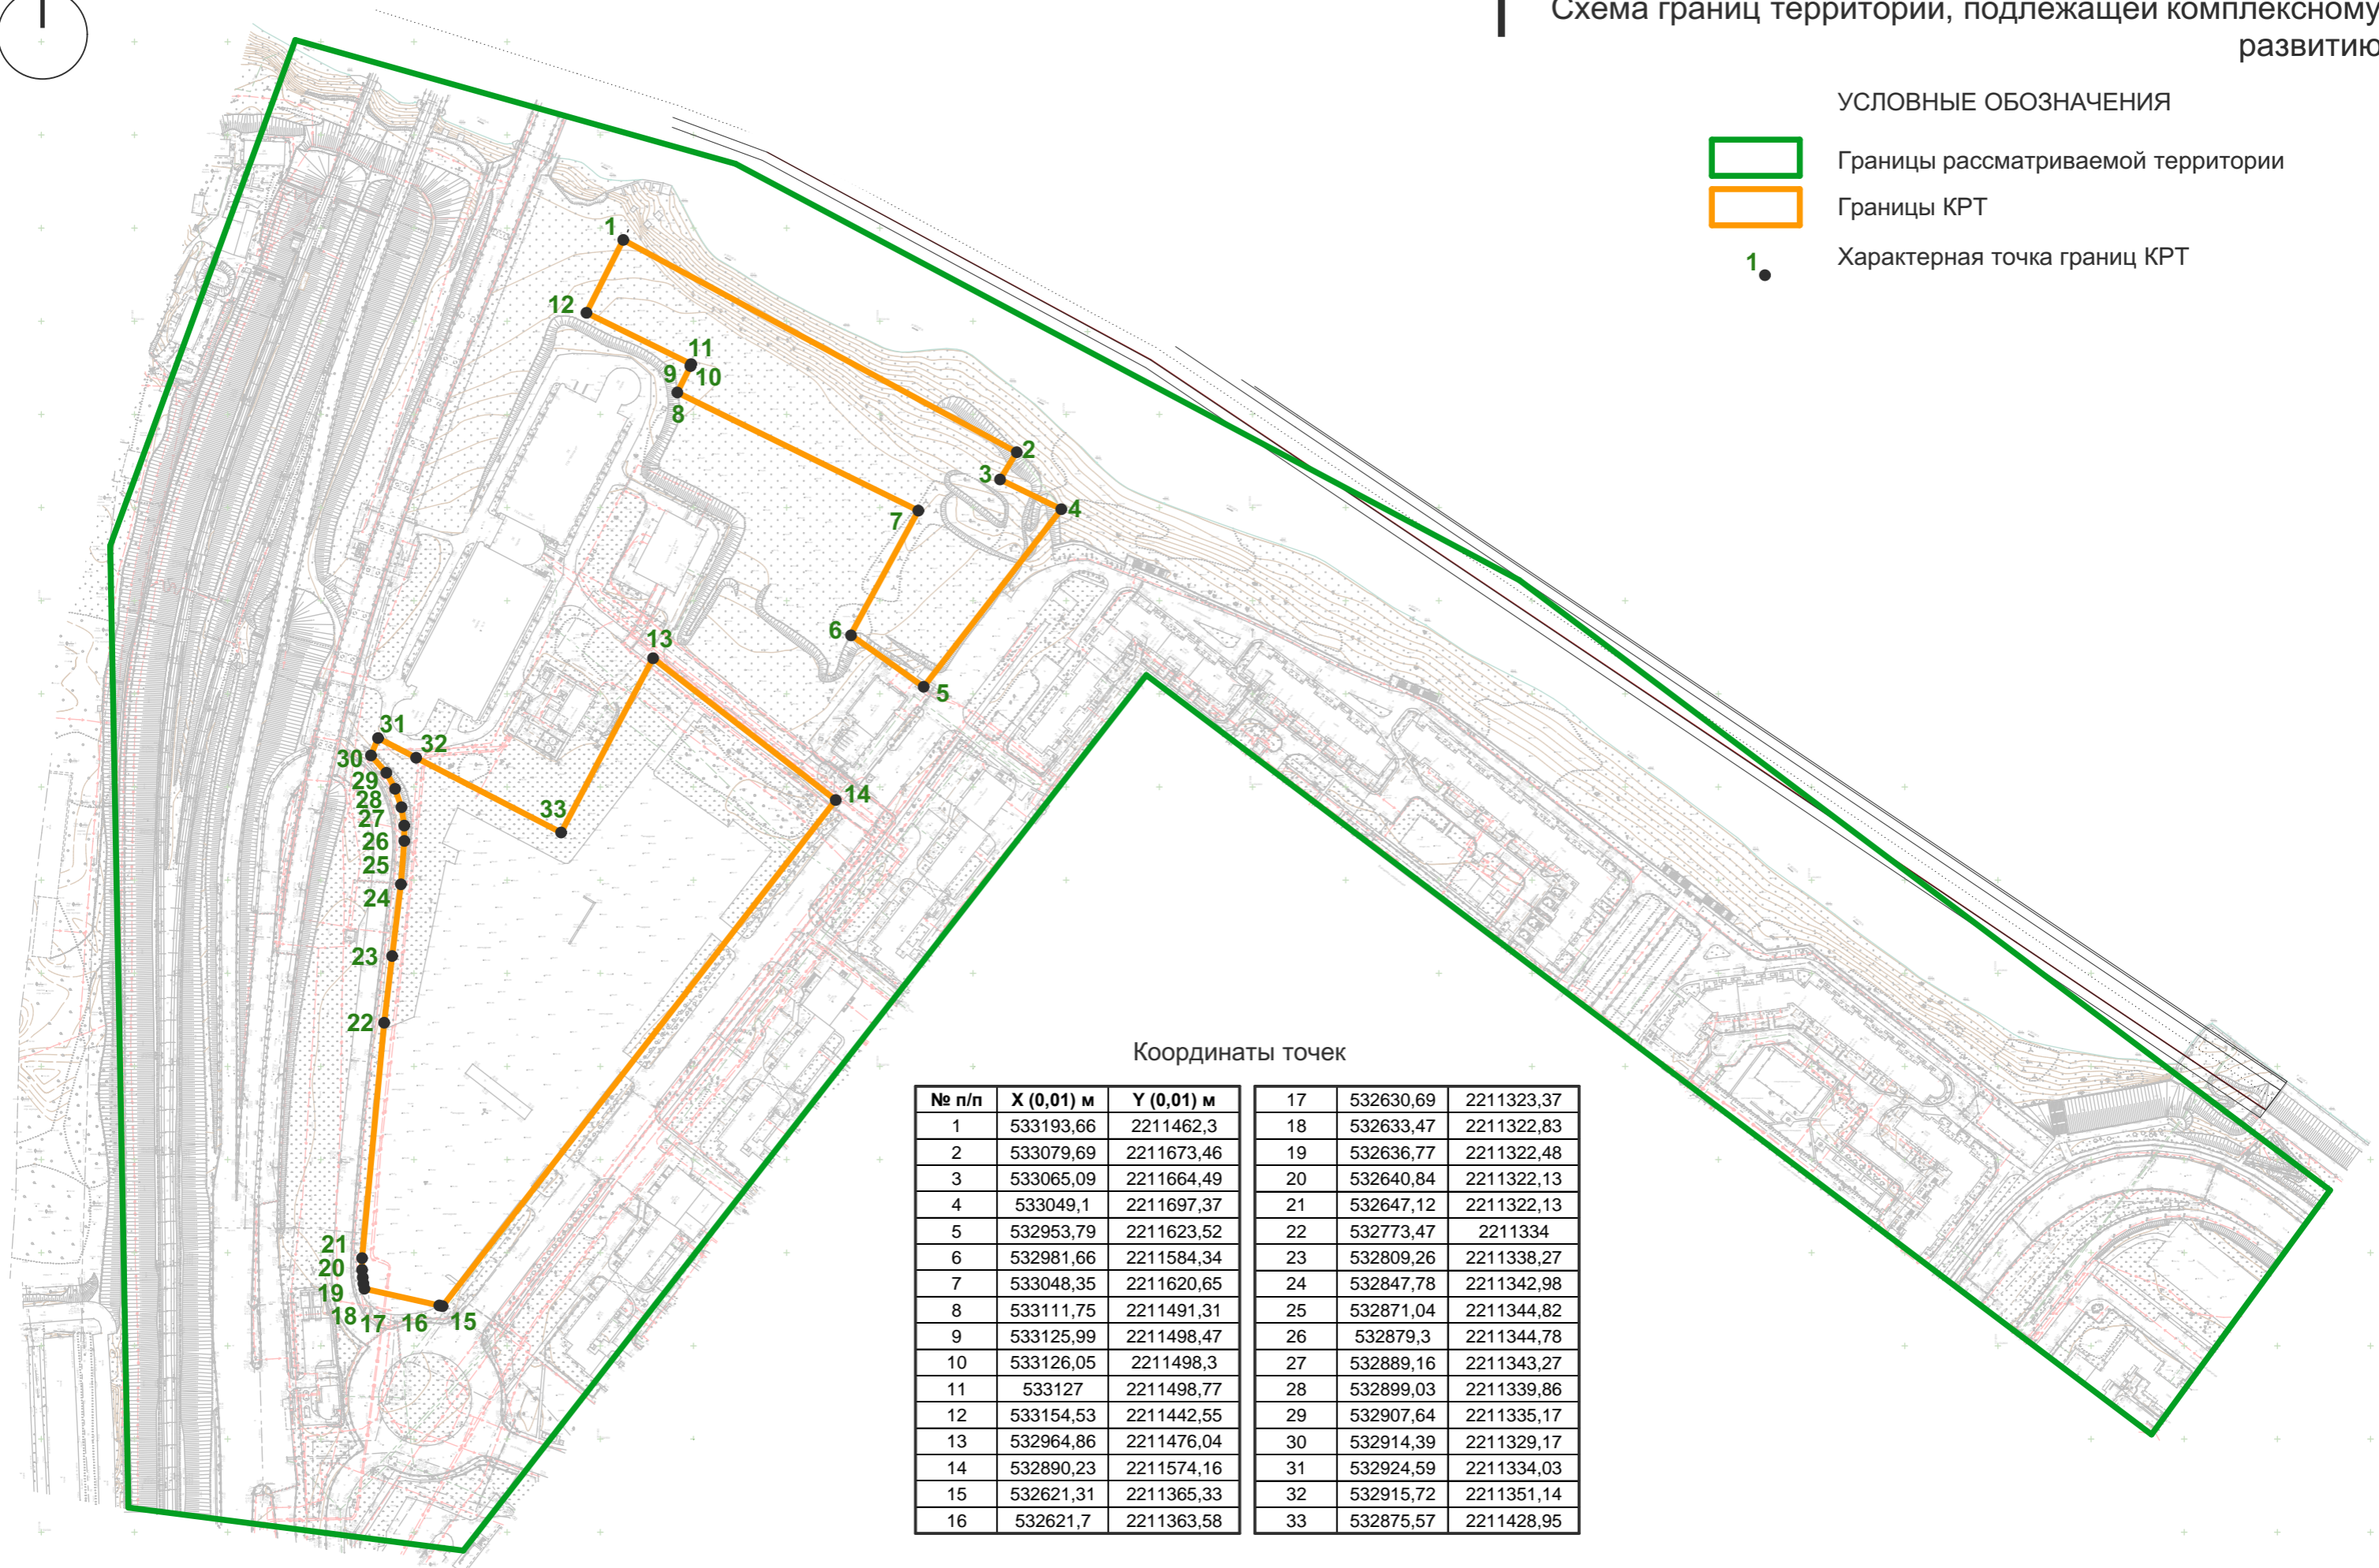 Схема границ территории, подлежащей комплексному
развитию
УСЛОВНЫЕ ОБОЗНАЧЕНИЯ
Границы рассматриваемой территории
Границы КРТ
1
Характерная точка границ КРТ
1
12
11
9
10
8
2
3
4
7
6
5
13
31
32
30
29
28
27
26
25
24
33
14
23
22
21
20
19
18
17
16
15
Координаты точек
№ п/п X (0,01) м Y (0,01) м
1 533193,66 2211462,3
2 533079,69 2211673,46
3 533065,09 2211664,49
4 533049,1 2211697,37
5 532953,79 2211623,52
6 532981,66 2211584,34
7 533048,35 2211620,65
8 533111,75 2211491,31
9 533125,99 2211498,47
10 533126,05 2211498,3
11 533127 2211498,77
12 533154,53 2211442,55
13 532964,86 2211476,04
14 532890,23 2211574,16
15 532621,31 2211365,33
16 532621,7 2211363,58
17 532630,69 2211323,37
18 532633,47 2211322,83
19 532636,77 2211322,48
20 532640,84 2211322,13
21 532647,12 2211322,13
22 532773,47 2211334
23 532809,26 2211338,27
24 532847,78 2211342,98
25 532871,04 2211344,82
26 532879,3 2211344,78
27 532889,16 2211343,27
28 532899,03 2211339,86
29 532907,64 2211335,17
30 532914,39 2211329,17
31 532924,59 2211334,03
32 532915,72 2211351,14
33 532875,57 2211428,95